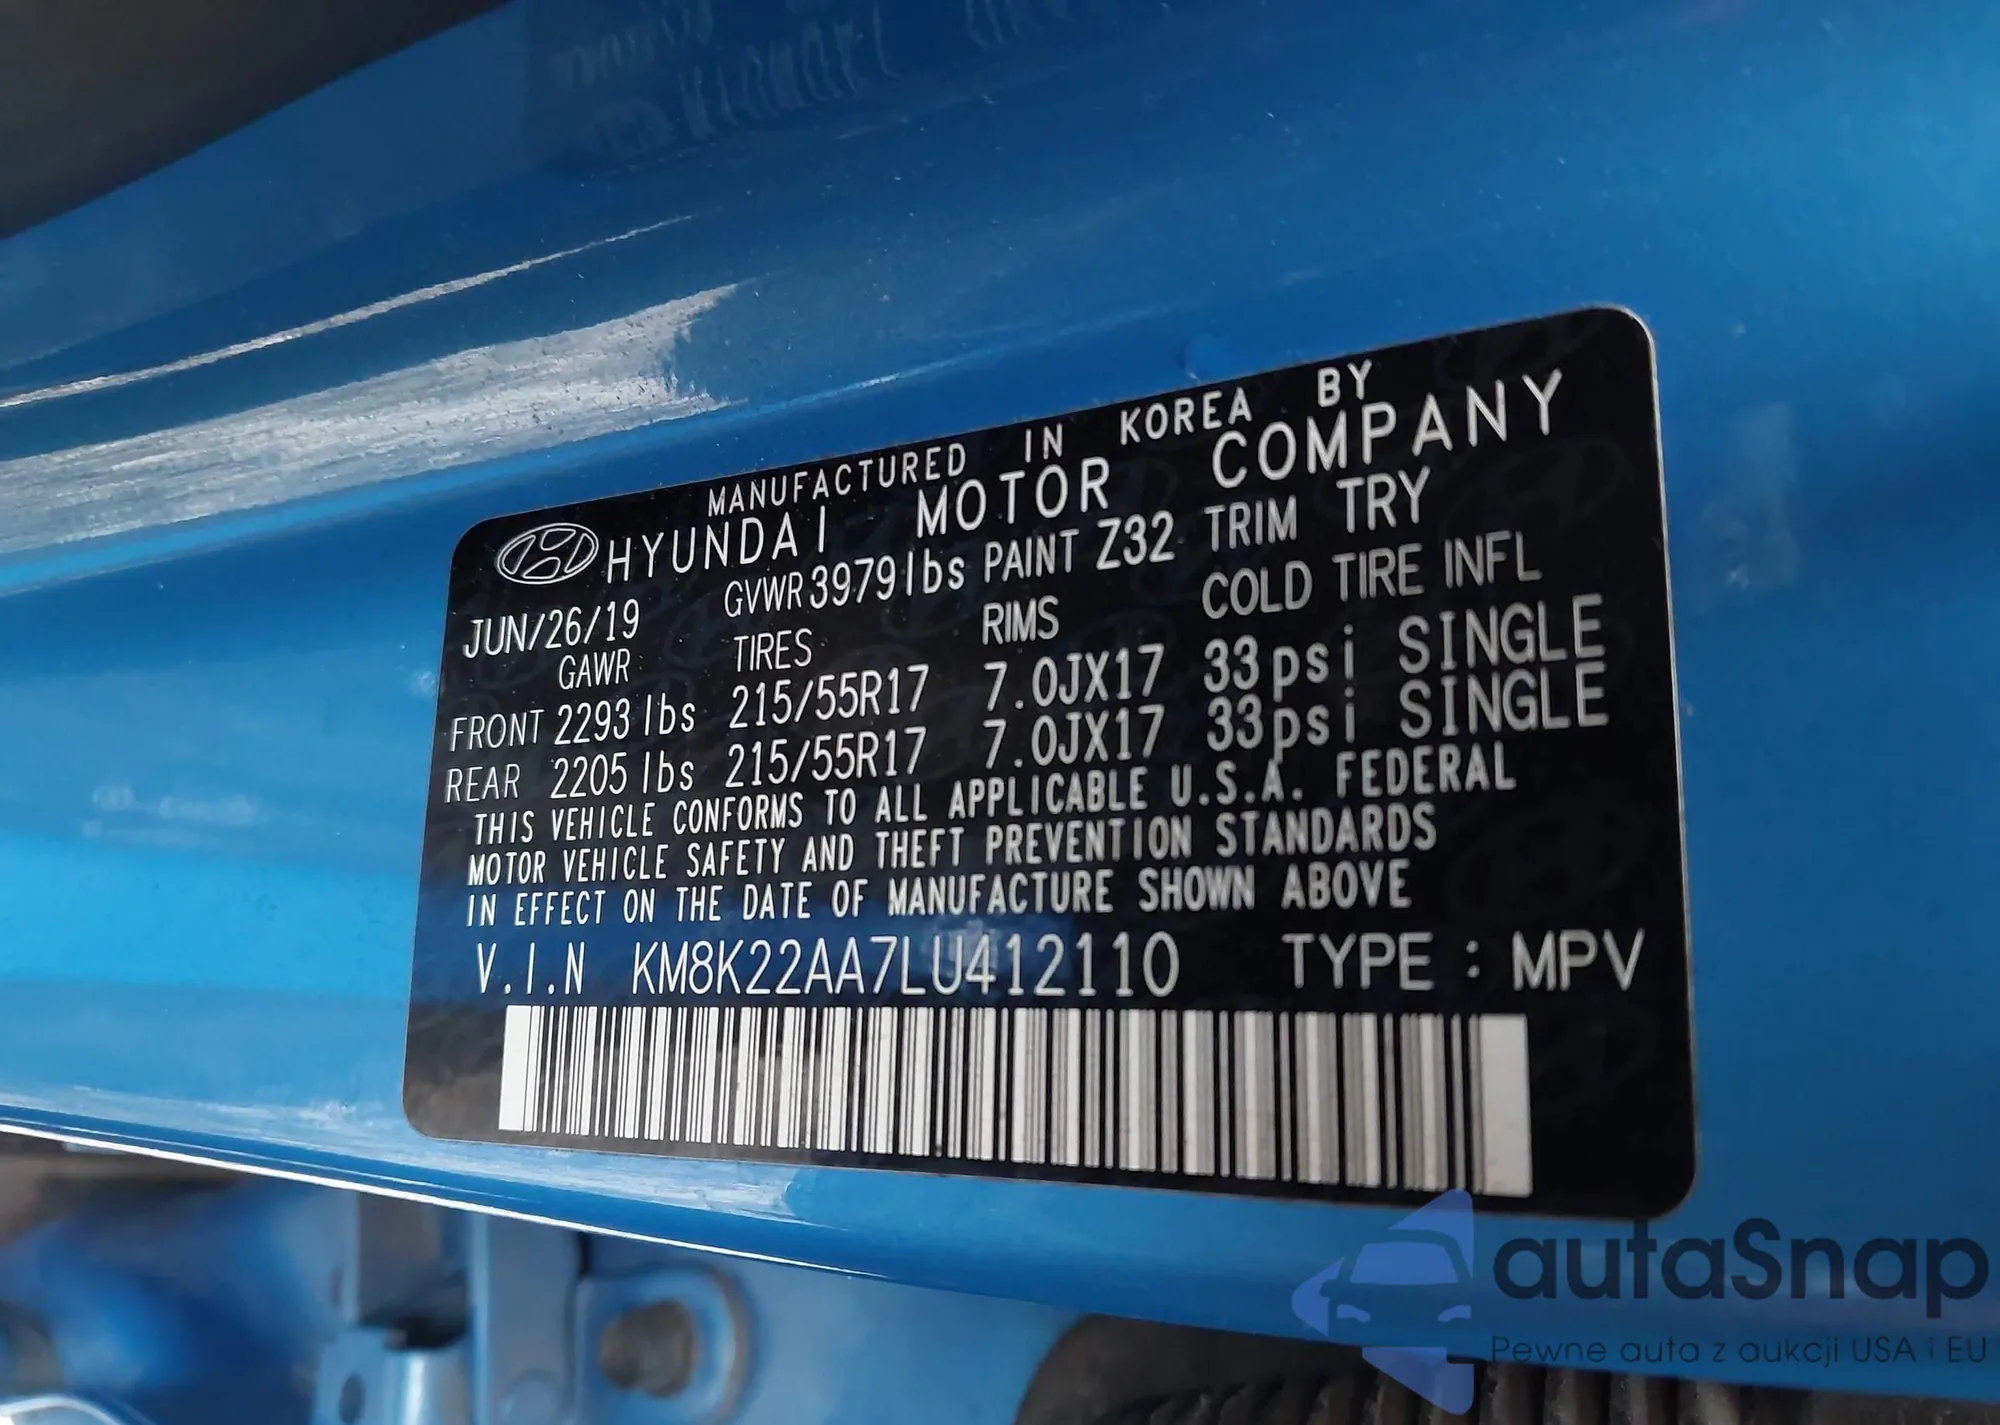 MANUFACTURED IN KOREA BY
HYUNDAI MOTOR COMPANY
JUN/26/19 GVWR 3979lbs PAINT Z32 TRIM TRY
GAWR TIRES RIMS COLD TIRE INFL
FRONT 2293lbs 215/55R17 7.0JX17 33psi SINGLE
REAR 2205lbs 215/55R17 7.0JX17 33psi SINGLE
THIS VEHICLE CONFORMS TO ALL APPLICABLE U.S.A. FEDERAL
MOTOR VEHICLE SAFETY AND THEFT PREVENTION STANDARDS
IN EFFECT ON THE DATE OF MANUFACTURE SHOWN ABOVE
V.I.N KM8K22AA7LU412110 TYPE : MPV
autaSnap
Pewne auta z aukcji USA i EU